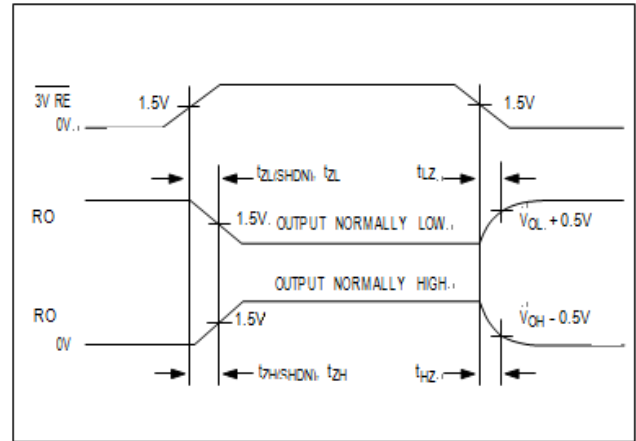 3V RE
1.5V
1.5V
0V.
tZL(SHDN), tZL
tLZ.
RO
1.5V.
OUTPUT NORMALLY LOW.
VOL. + 0.5V
OUTPUT NORMALLY HIGH.
RO
1.5V
VOH - 0.5V
0V
tZH(SHDN), tZH
tHZ.